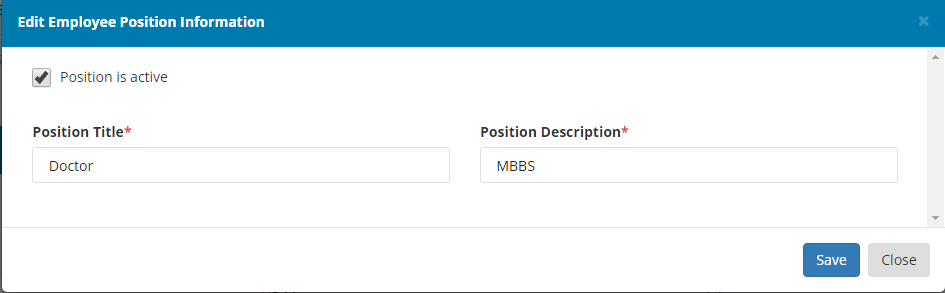 Edit Employee Position Information
Position is active
Position Title*
Position Description*
Doctor
MBBS
Save
Close